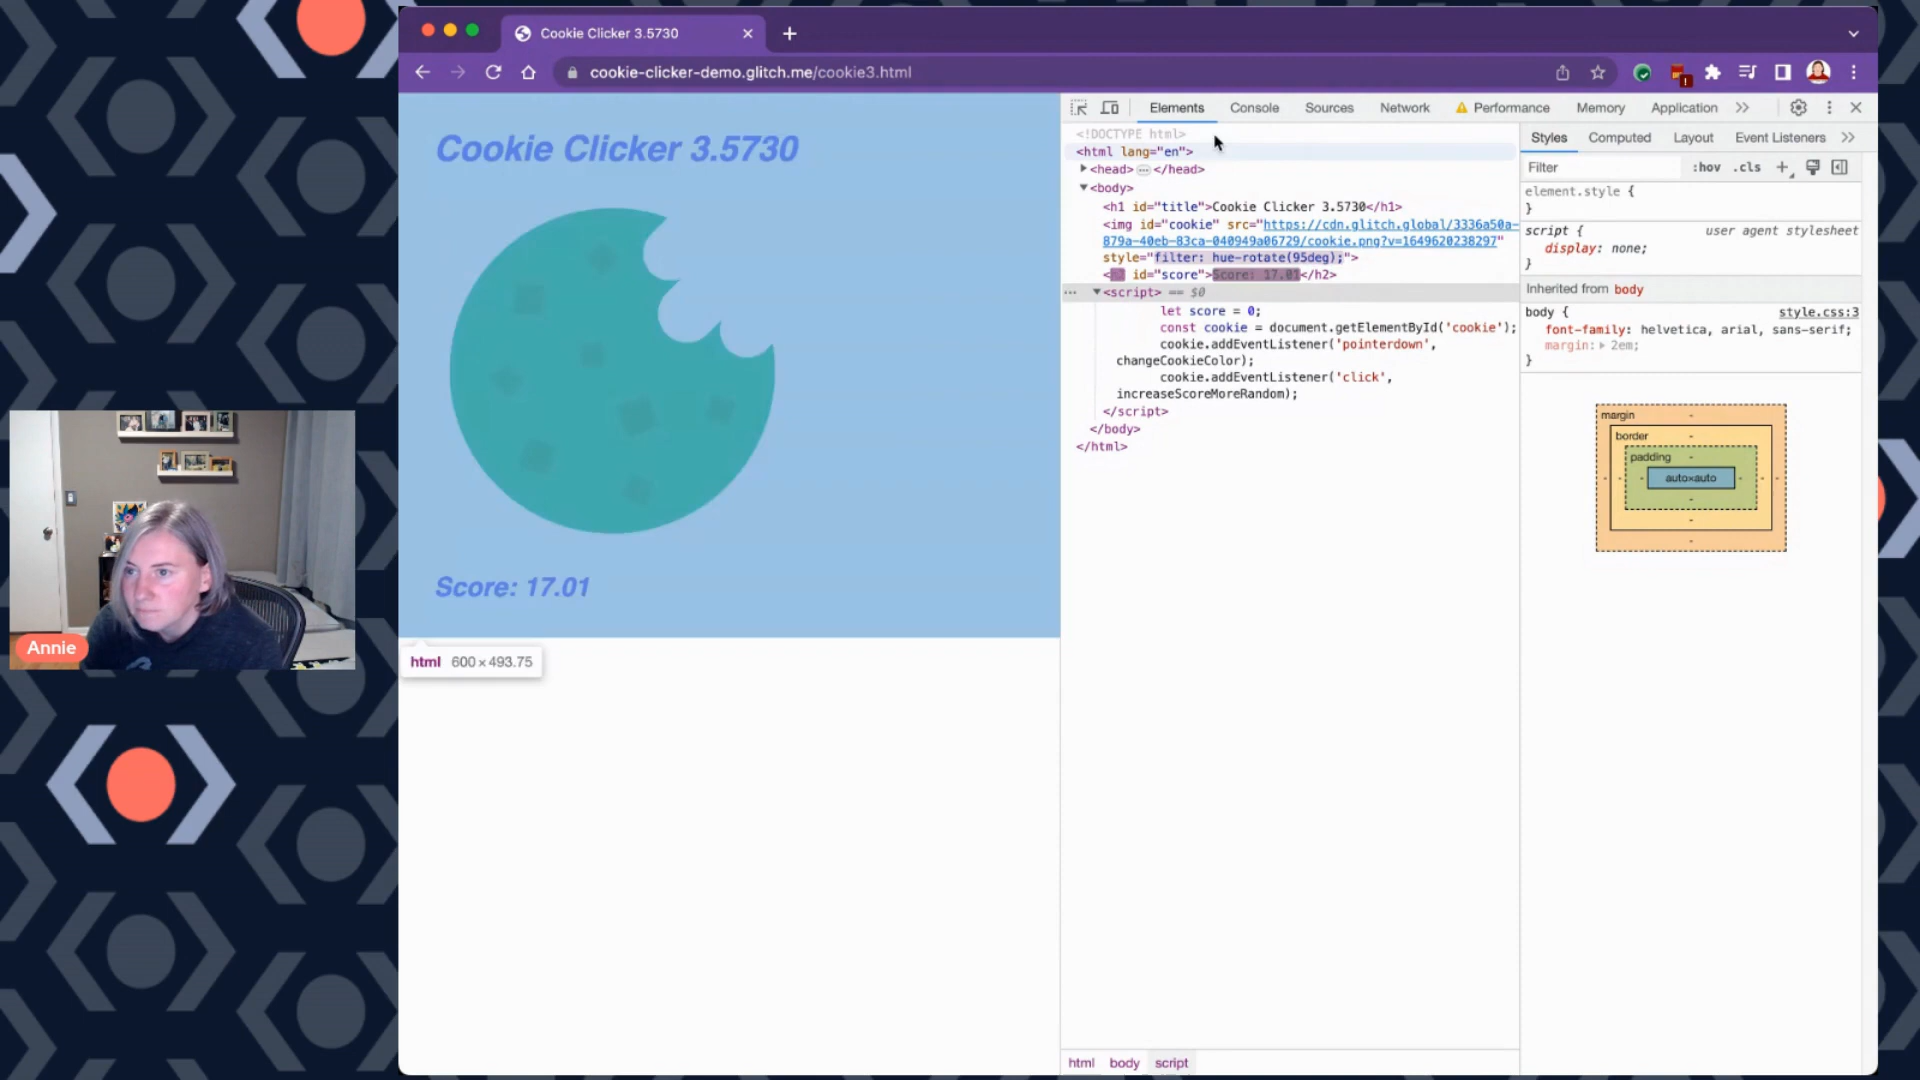 Cookie Clicker 3.5730
cookie-clicker-demo.glitch.me/cookie3.html
Cookie Clicker 3.5730
Score: 17.01
html 600 × 493.75
Annie
Elements Console Sources Network Performance Memory Application
<!DOCTYPE html>
<html lang="en">
<head> … </head>
<body>
<h1 id="title">Cookie Clicker 3.5730</h1>
<img id="cookie" src="https://cdn.glitch.global/3336a50a-
879a-40eb-83ca-040949a06729/cookie.png?v=1649620238297"
style="filter: hue-rotate(95deg);">
<h2 id="score">Score: 17.01</h2>
… <script> == $0
let score = 0;
const cookie = document.getElementById('cookie');
cookie.addEventListener('pointerdown',
changeCookieColor);
cookie.addEventListener('click',
increaseScoreMoreRandom);
</script>
</body>
</html>
html body script
Styles Computed Layout Event Listeners
Filter :hov .cls
element.style {
}
script { user agent stylesheet
display: none;
}
Inherited from body
body { style.css:3
font-family: helvetica, arial, sans-serif;
margin: 2em;
}
margin -
border -
padding -
- - - auto×auto - - -
-
-
-